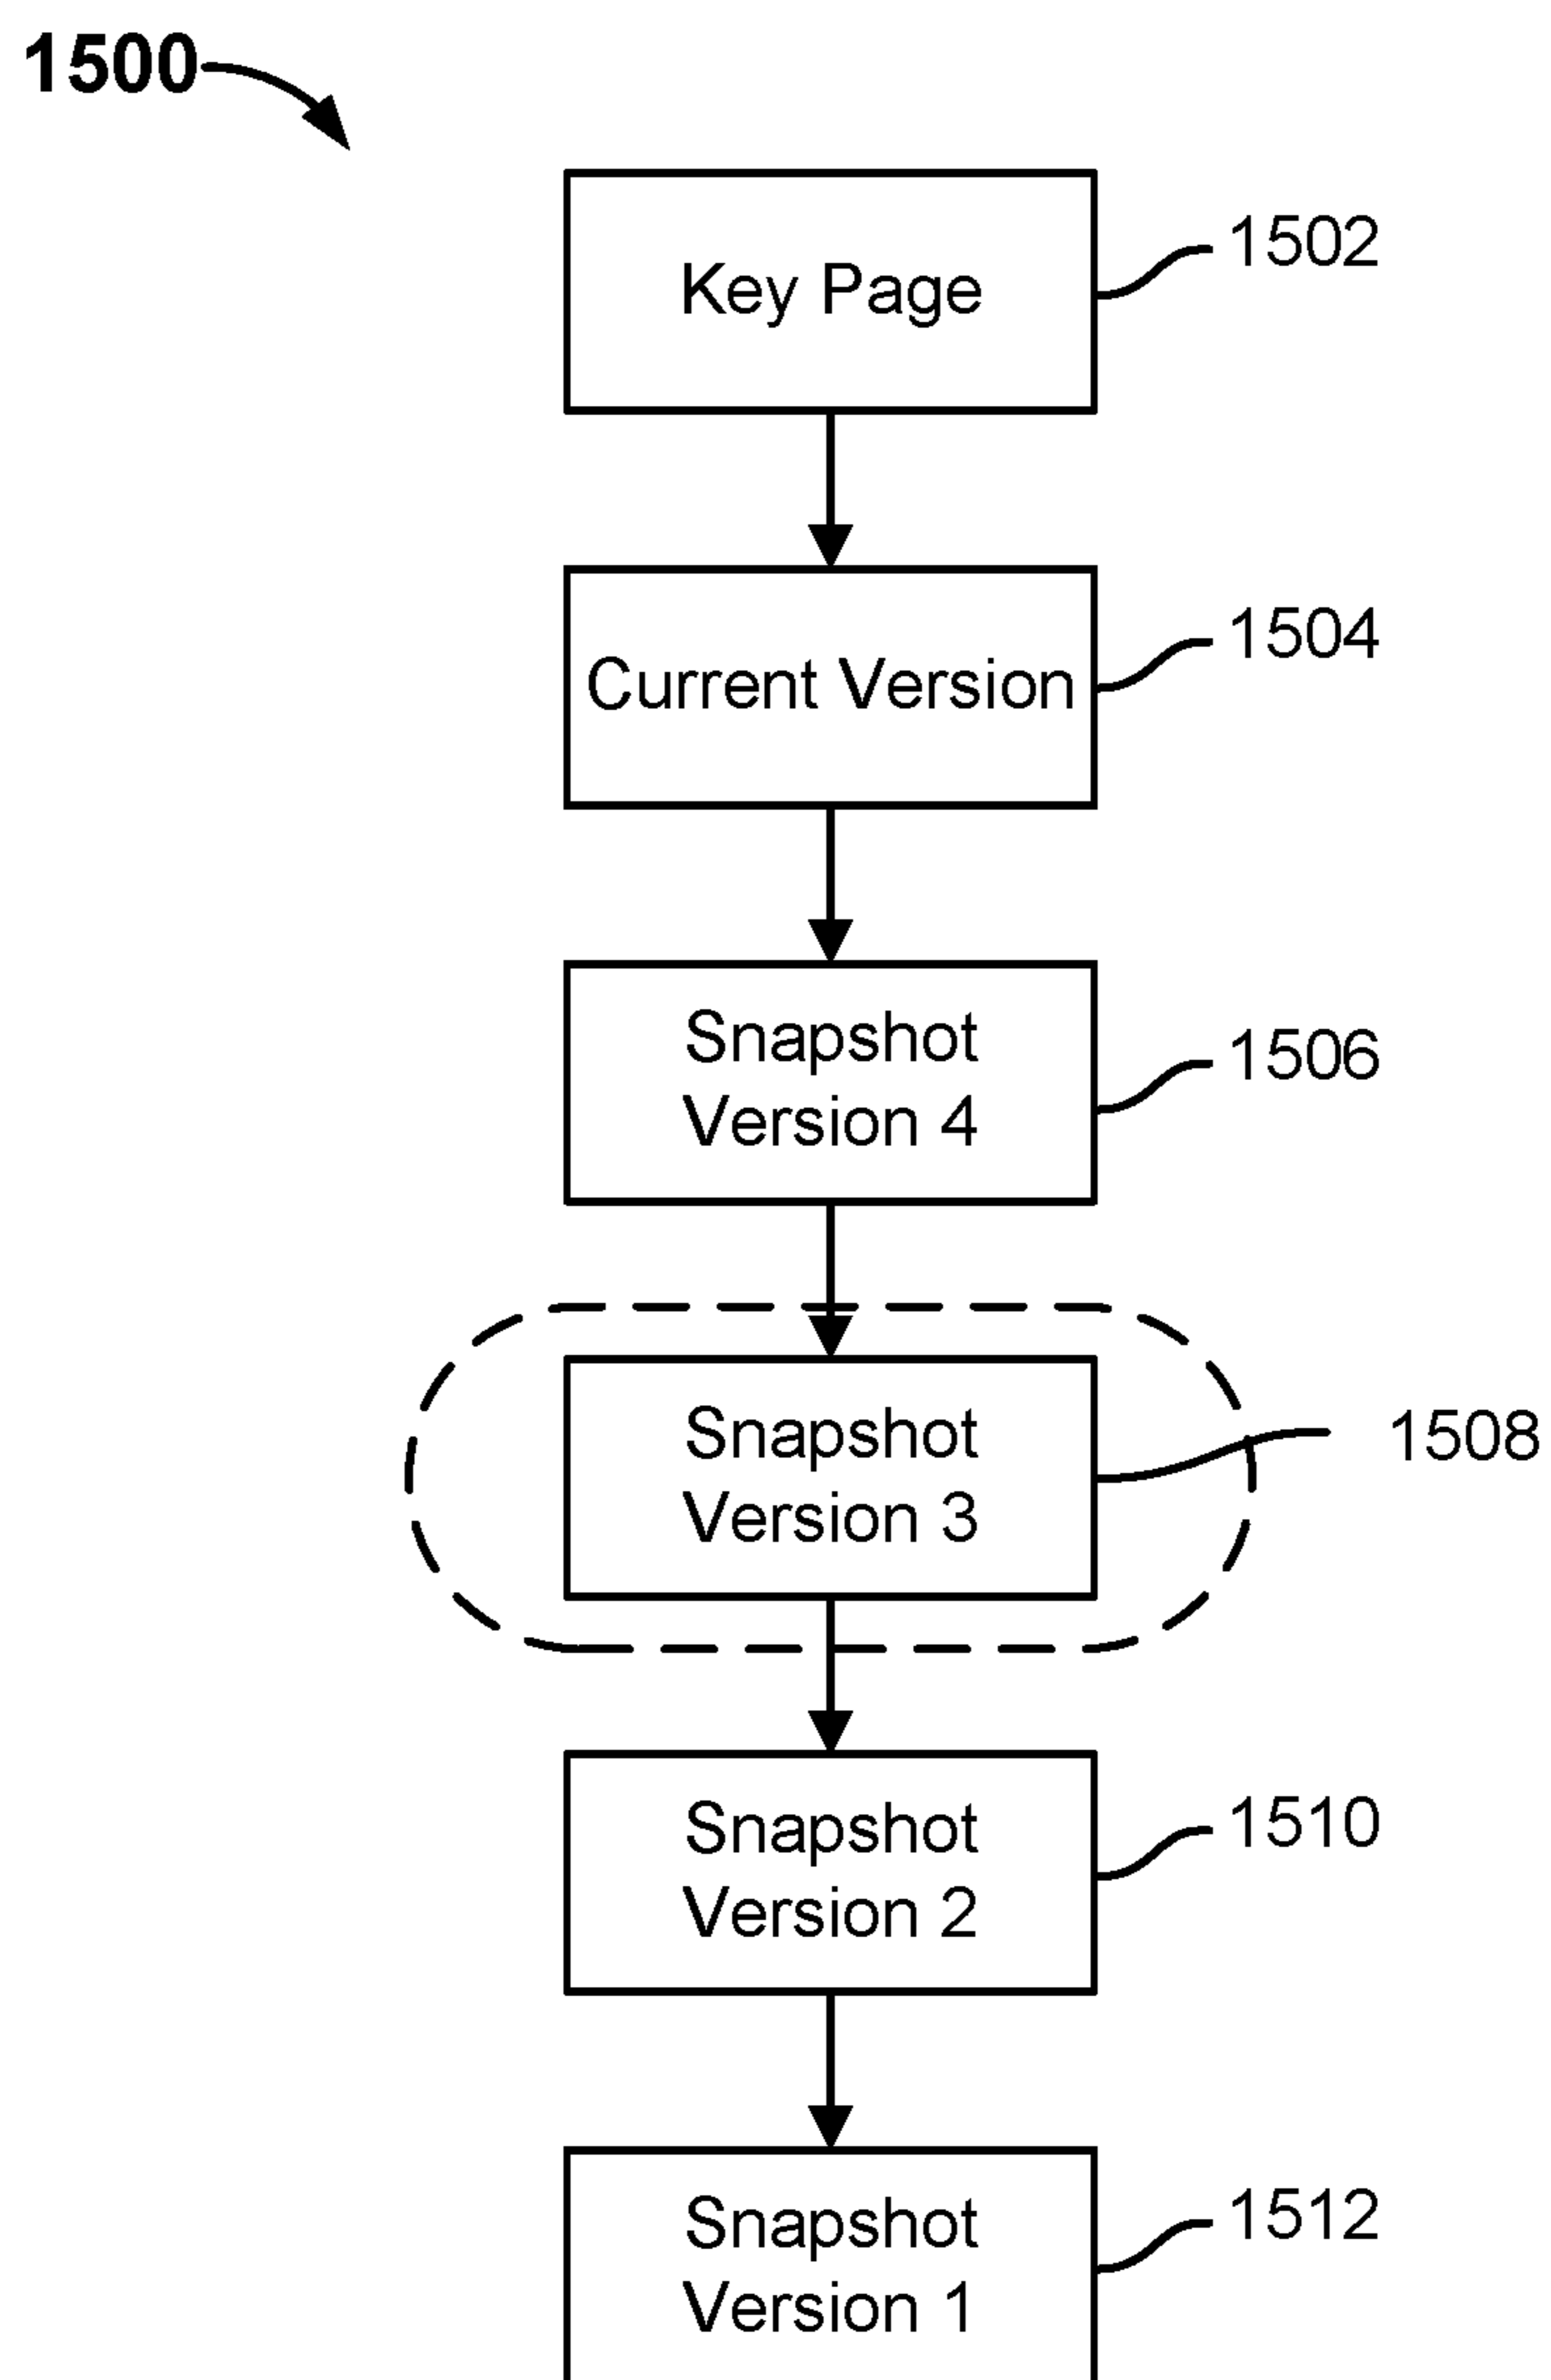 1500
Key Page
1502
Current Version
1504
Snapshot
Version 4
1506
Snapshot
Version 3
1508
Snapshot
Version 2
1510
Snapshot
Version 1
1512